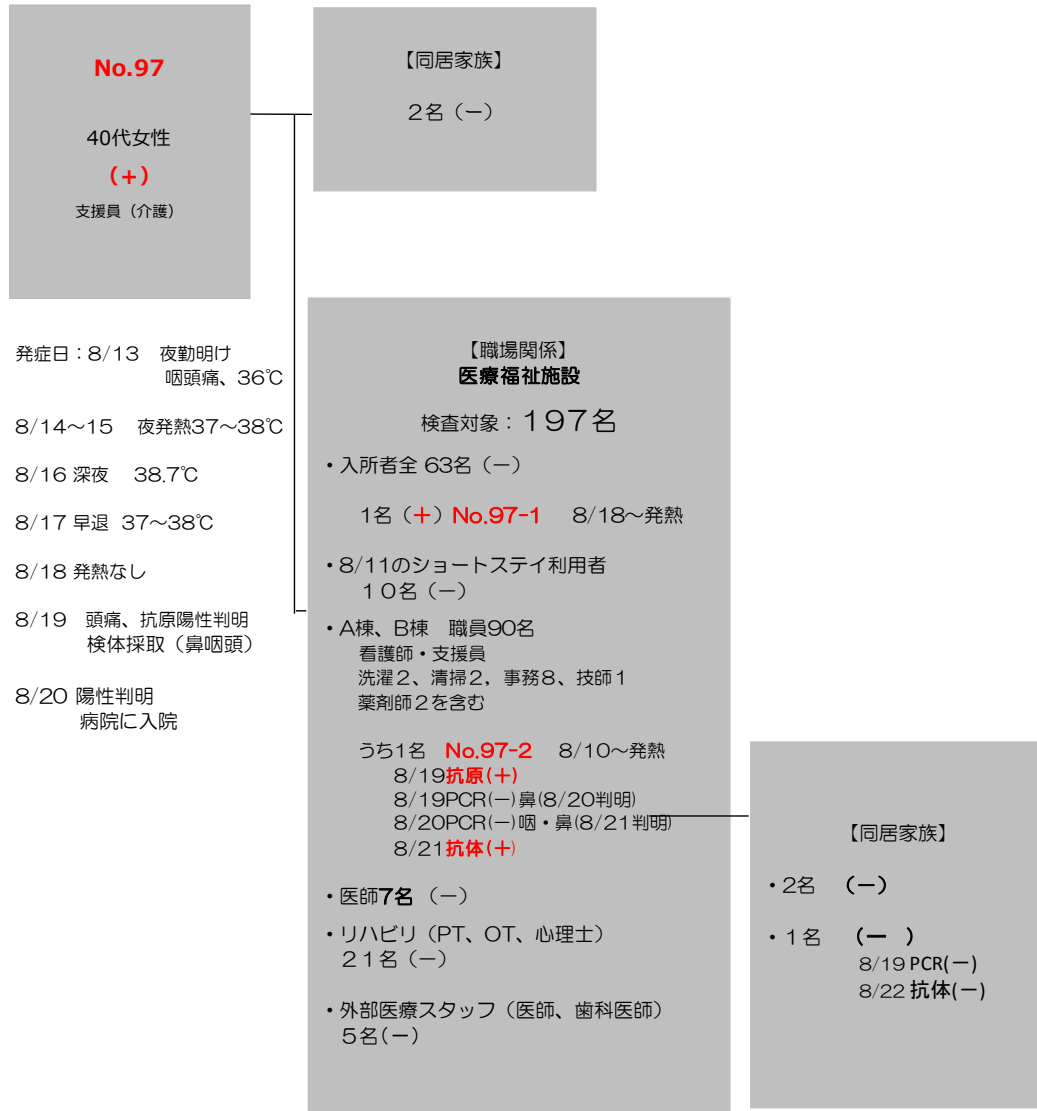 No.97
40代女性
(+)
支援員（介護）
【同居家族】
２名（－）
発症日：8/13　夜勤明け
咽頭痛、36℃
8/14～15　夜発熱37～38℃
8/16 深夜　38.7℃
8/17 早退 37～38℃
8/18 発熱なし
8/19　頭痛、抗原陽性判明
検体採取（鼻咽頭）
8/20 陽性判明
病院に入院
【職場関係】
医療福祉施設
検査対象：１９７名
・入所者全 63名（－）
1名（＋）No.97-1　8/18～発熱
・8/11のショートステイ利用者
１０名（－）
・A棟、B棟　職員90名
看護師・支援員
洗濯２、清掃２，事務８、技師１
薬剤師２を含む
うち1名　No.97-2　8/10～発熱
8/19抗原(＋)
8/19PCR(－)鼻(8/20判明)
8/20PCR(－)咽・鼻(8/21判明)
8/21抗体(＋)
・医師7名（－）
・リハビリ（PT、OT、心理士）
２１名（－）
・外部医療スタッフ（医師、歯科医師）
５名(－)
【同居家族】
・2名　（－）
・１名　（－ ）
8/19 PCR(－)
8/22 抗体(－)